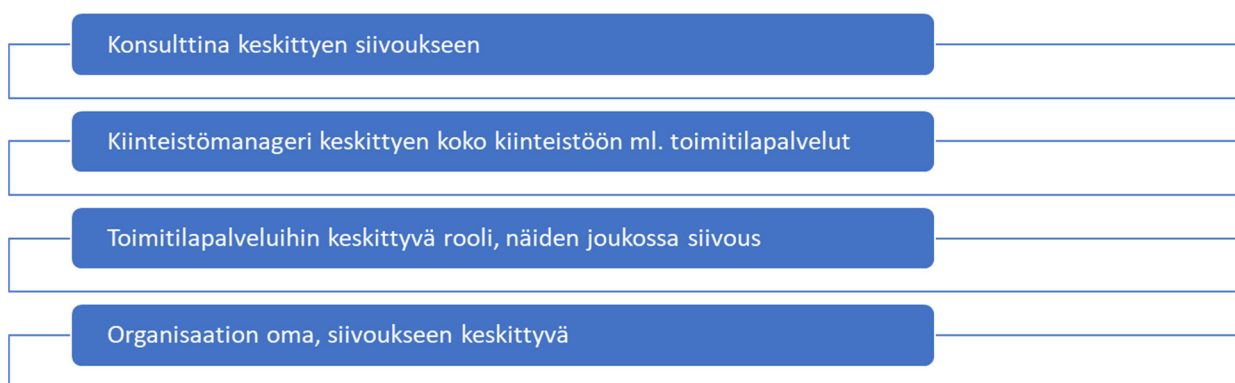 Konsulttina keskittyen siivoukseen
Kiinteistömanageri keskittyen koko kiinteistöön ml. toimitilapalvelut
Toimitilapalveluihin keskittyvä rooli, näiden joukossa siivous
Organisaation oma, siivoukseen keskittyvä